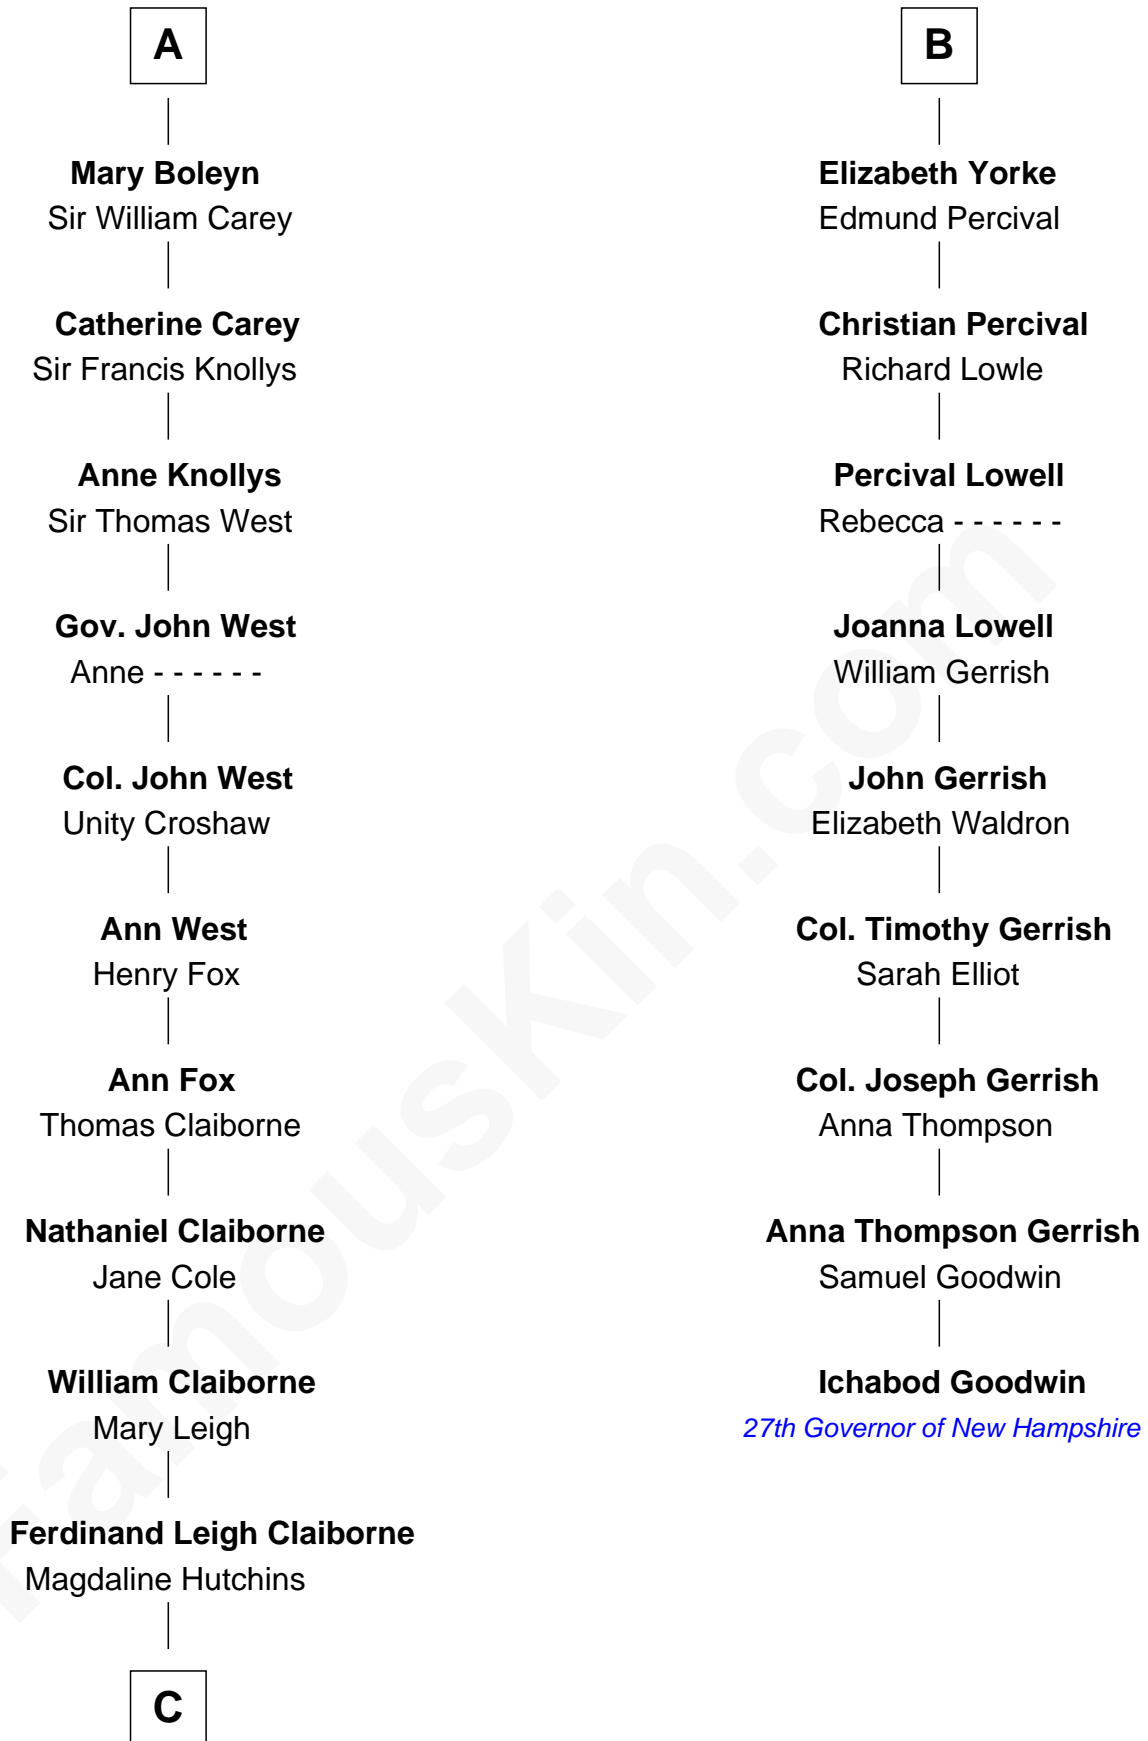 A
Mary Boleyn
Sir William Carey
Catherine Carey
Sir Francis Knollys
Anne Knollys
Sir Thomas West
Gov. John West
Anne - - - - - -
Col. John West
Unity Croshaw
Ann West
Henry Fox
Ann Fox
Thomas Claiborne
Nathaniel Claiborne
Jane Cole
William Claiborne
Mary Leigh
Ferdinand Leigh Claiborne
Magdaline Hutchins
C
B
Elizabeth Yorke
Edmund Percival
Christian Percival
Richard Lowle
Percival Lowell
Rebecca - - - - - -
Joanna Lowell
William Gerrish
John Gerrish
Elizabeth Waldron
Col. Timothy Gerrish
Sarah Elliot
Col. Joseph Gerrish
Anna Thompson
Anna Thompson Gerrish
Samuel Goodwin
Ichabod Goodwin
27th Governor of New Hampshire
FamousKin.com